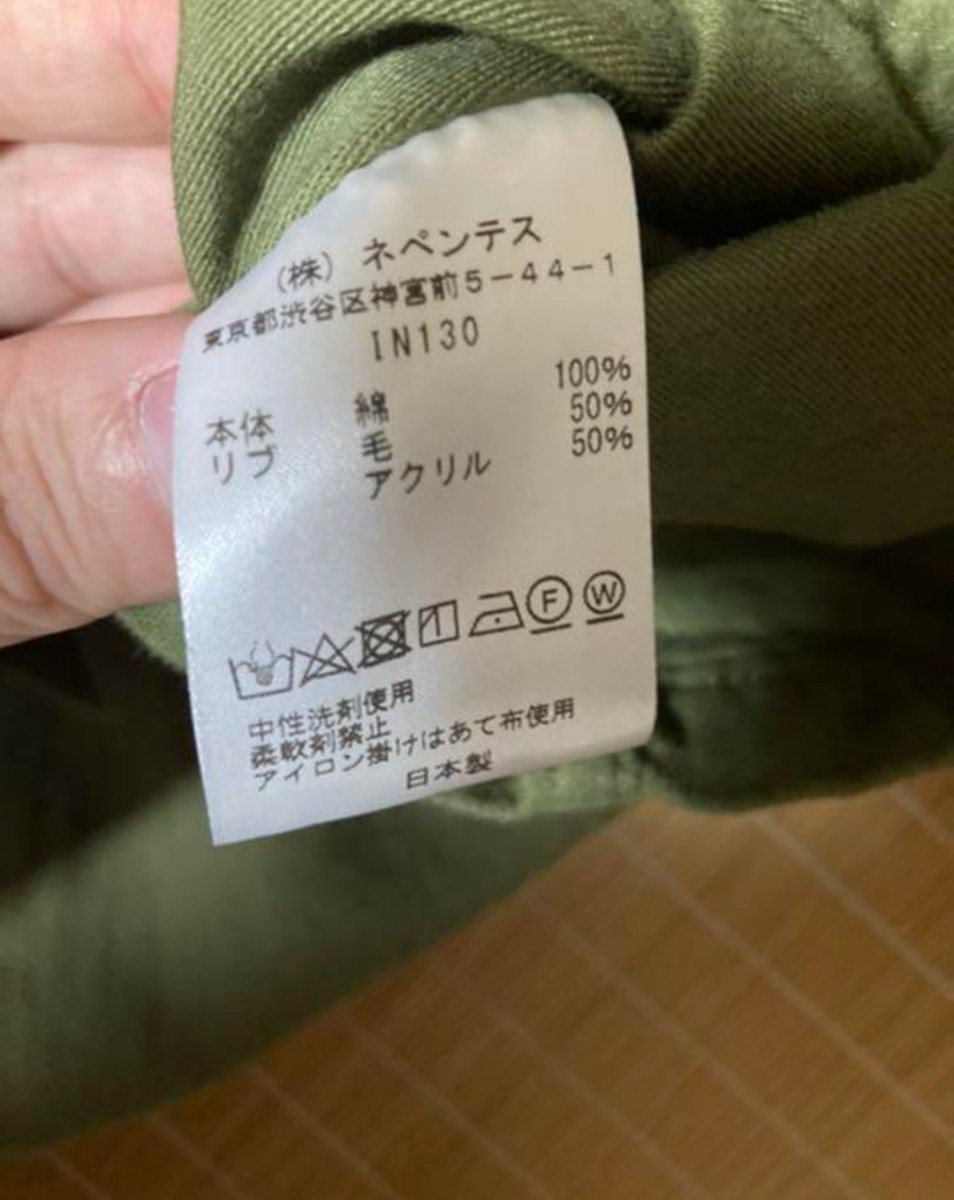 (株) ネペンテス
東京都渋谷区神宮前5-44-1
IN130
本体 綿 100%
リブ 毛 50%
アクリル 50%
F W
中性洗剤使用
柔軟剤禁止
アイロン掛けはあて布使用
日本製